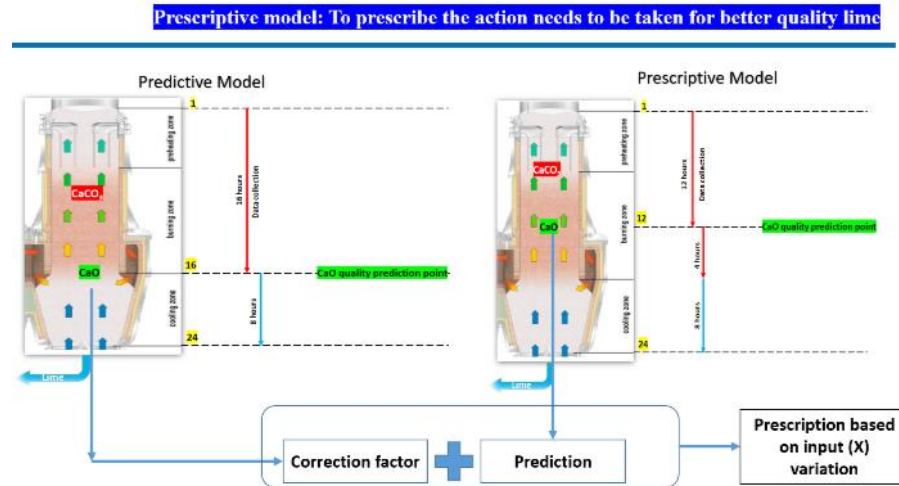 Prescriptive model: To prescribe the action needs to be taken for better quality lime
Predictive Model
1
preheating zone
burning zone
cooling zone
CaCO3
CaO
16 hours
Data collection
16
CaO quality prediction point
8 hours
24
Lime
Prescriptive Model
1
preheating zone
burning zone
cooling zone
CaCO3
CaO
12 hours
Data collection
12
CaO quality prediction point
4 hours
8 hours
24
Lime
Correction factor
Prediction
Prescription based
on input (X)
variation